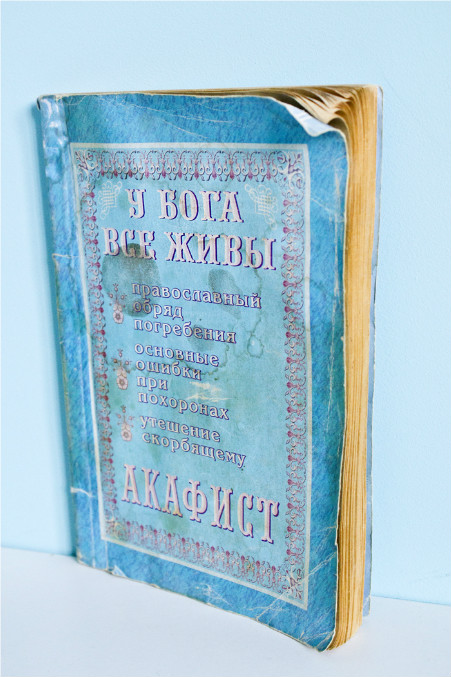 У БОГА
ВСЕ ЖИВЫ
православный
обряд
погребения
основные
ошибки
при
похоронах
утешение
скорбящему
АКАФИСТ